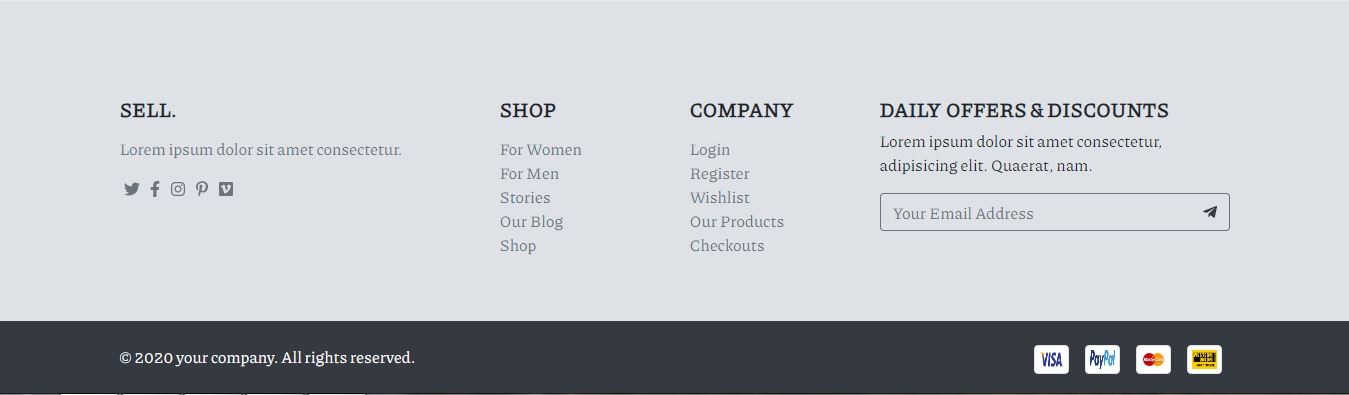 SELL.
Lorem ipsum dolor sit amet consectetur.
SHOP
For Women
For Men
Stories
Our Blog
Shop
COMPANY
Login
Register
Wishlist
Our Products
Checkouts
DAILY OFFERS & DISCOUNTS
Lorem ipsum dolor sit amet consectetur,
adipisicing elit. Quaerat, nam.
Your Email Address
© 2020 your company. All rights reserved.
VISA
PayPal
MasterCard